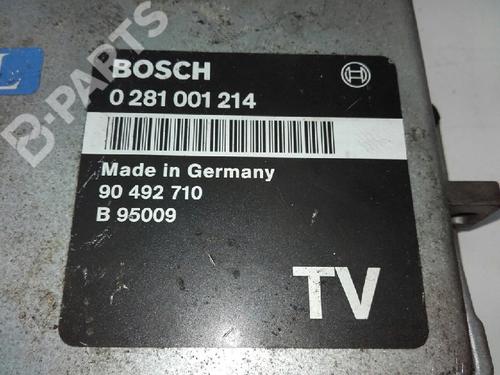 B-PARTS
BOSCH
0 281 001 214
Made in Germany
90 492 710
B 95009
TV